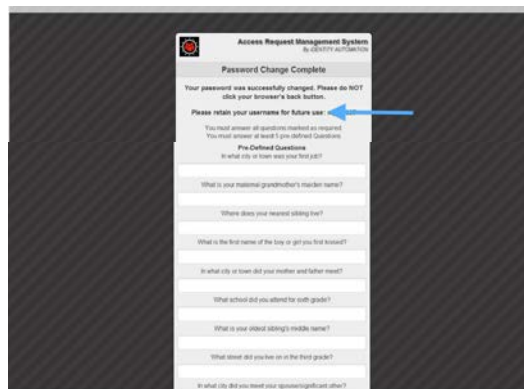 Access Request Management System
By IDENTITY AUTOMATION
Password Change Complete
Your password was successfully changed. Please do NOT
click your browser's back button.
Please retain your username for future use:
You must answer all questions marked as required
You must answer at least 5 pre-defined Questions
Pre-Defined Questions
In what city or town was your first job?
What is your maternal grandmother's maiden name?
Where does your nearest sibling live?
What is the first name of the boy or girl you first kissed?
In what city or town did your mother and father meet?
What school did you attend for sixth grade?
What is your oldest sibling's middle name?
What street did you live on in the third grade?
In what city did you meet your spouse/significant other?